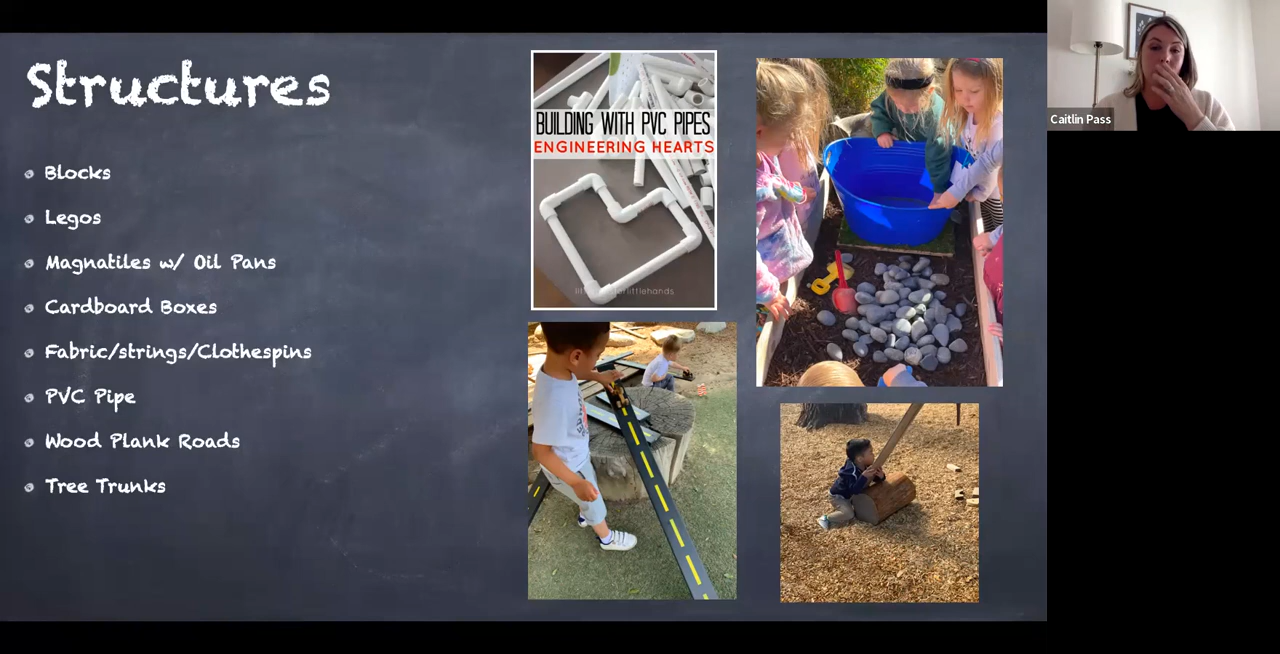 Structures
Blocks
Legos
Magnatiles w/ Oil Pans
Cardboard Boxes
Fabric/strings/Clothespins
PVC Pipe
Wood Plank Roads
Tree Trunks
BUILDING WITH PVC PIPES
ENGINEERING HEARTS
Caitlin Pass